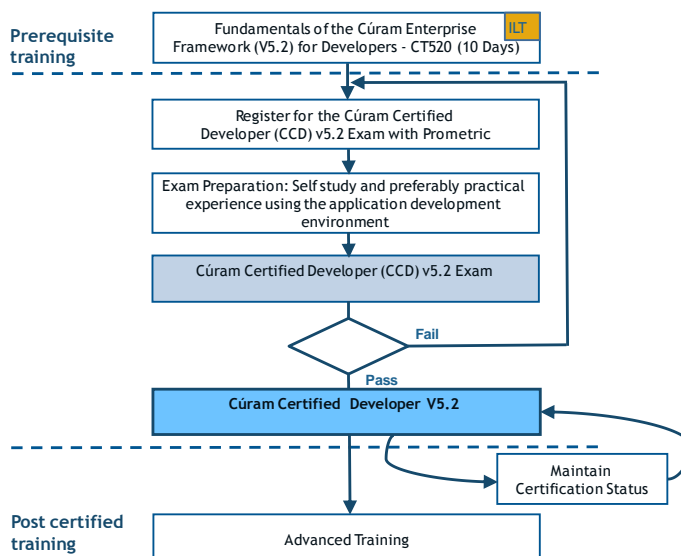 Prerequisite
training
Fundamentals of the Cúram Enterprise
Framework (V5.2) for Developers - CT520 (10 Days)
ILT
Register for the Cúram Certified
Developer (CCD) v5.2 Exam with Prometric
Exam Preparation: Self study and preferably practical
experience using the application development
environment
Cúram Certified Developer (CCD) v5.2 Exam
Fail
Pass
Cúram Certified Developer V5.2
Maintain
Certification Status
Post certified
training
Advanced Training